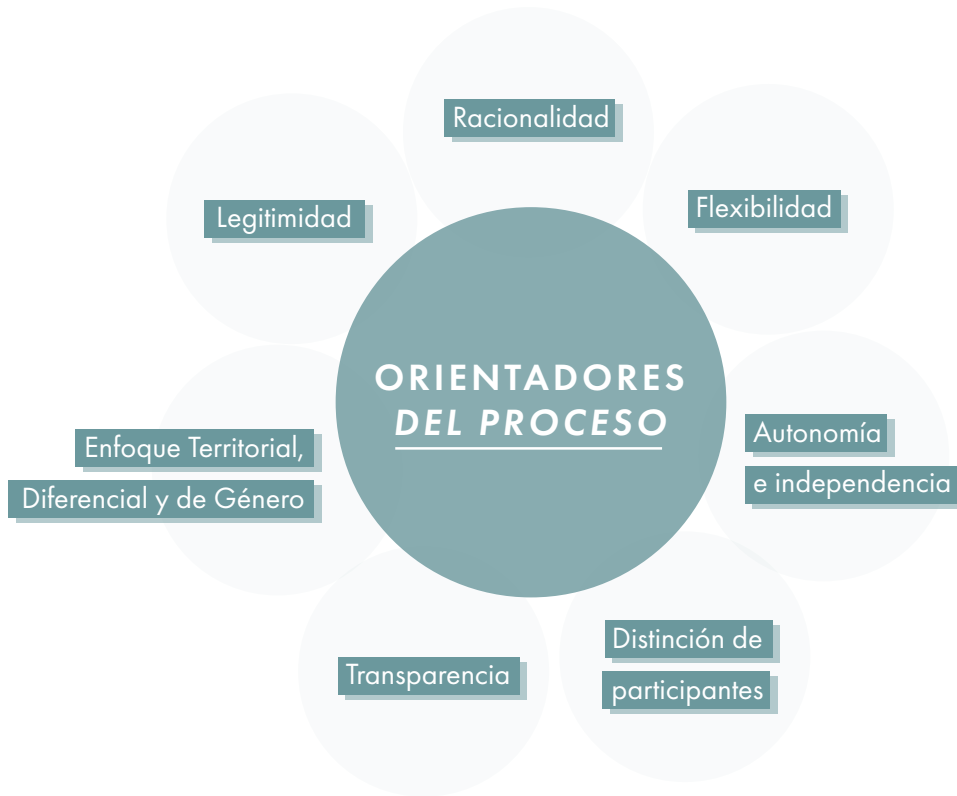 Racionalidad
Flexibilidad
Legitimidad
ORIENTADORES
DEL PROCESO
Autonomía
e independencia
Enfoque Territorial,
Diferencial y de Género
Distinción de
participantes
Transparencia